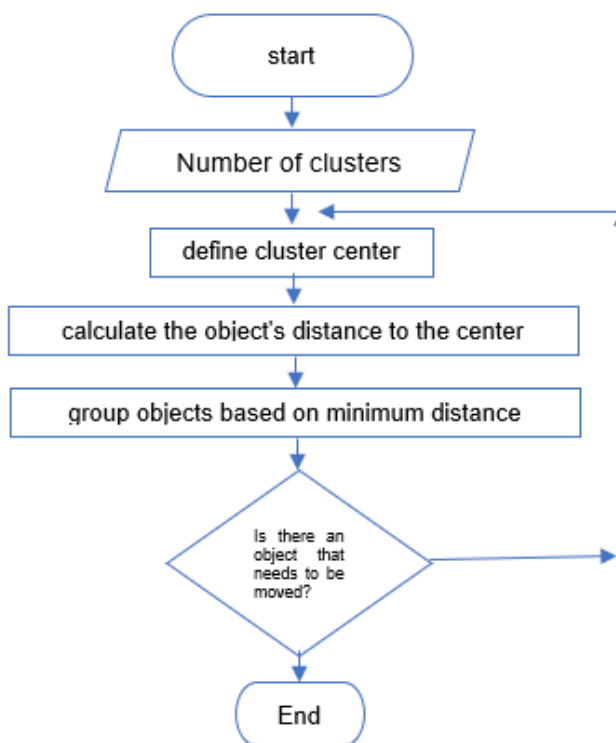 start
Number of clusters
define cluster center
calculate the object's distance to the center
group objects based on minimum distance
Is there an
object that
needs to be
moved?
End